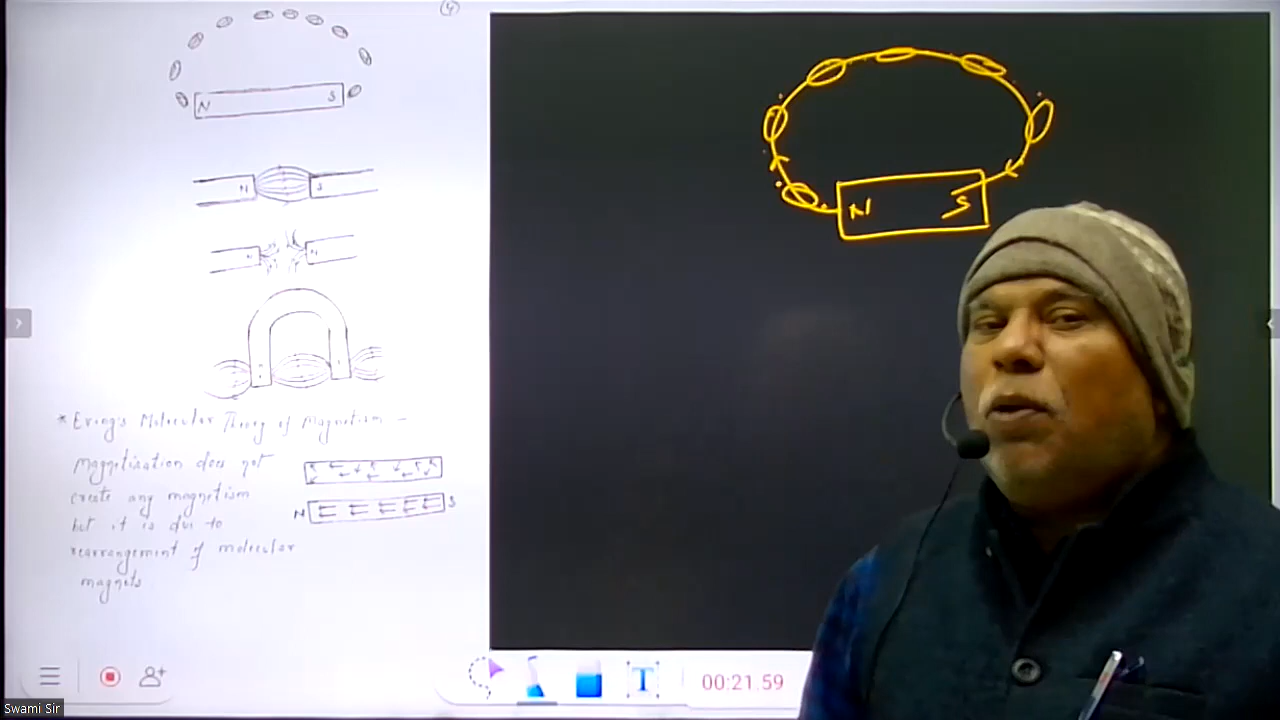 4
N S
N S
N S
* Ewing's Molecular Theory of Magnetism -
Magnetization does not
create any magnetism
but it is due to
N S
rearrangement of molecular
magnets
T
00:21.59
Swami Sir